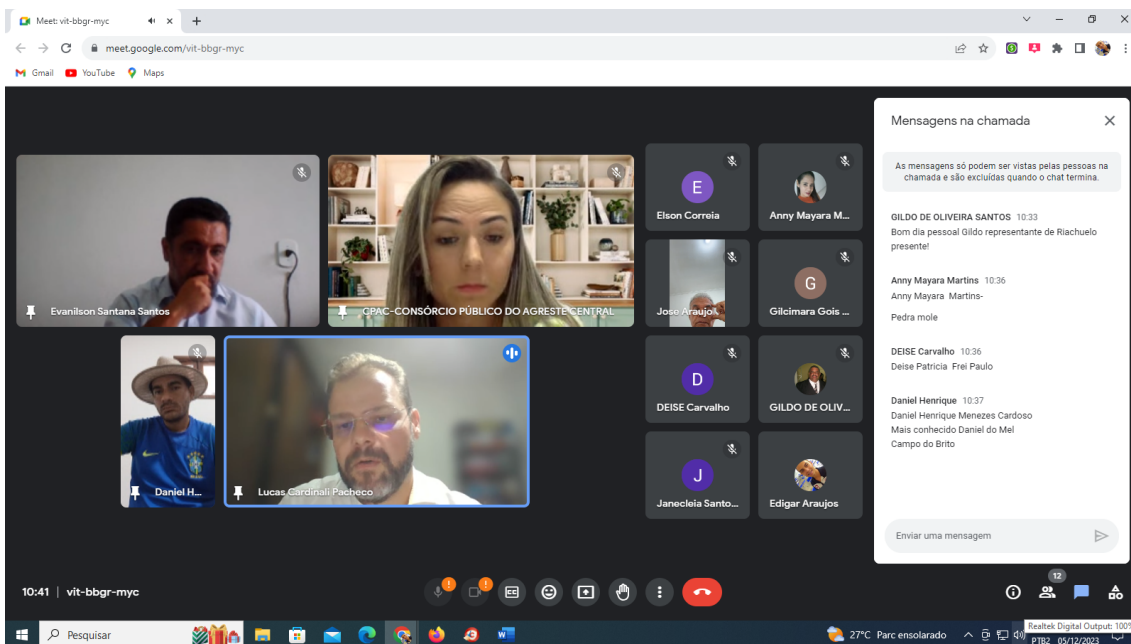 Meet: vit-bbgr-myc
meet.google.com/vit-bbgr-myc
Gmail YouTube Maps
Evanilson Santana Santos
CPAC-CONSÓRCIO PÚBLICO DO AGRESTE CENTRAL
Daniel H...
Lucas Cardinali Pacheco
E
Elson Correia
Anny Mayara M...
Jose Araujo
G
Gilcimara Gois ...
D
DEISE Carvalho
GILDO DE OLIV...
J
Janecleia Santo...
Edigar Araujos
Mensagens na chamada
As mensagens só podem ser vistas pelas pessoas na
chamada e são excluídas quando o chat termina.
GILDO DE OLIVEIRA SANTOS 10:33
Bom dia pessoal Gildo representante de Riachuelo
presente!
Anny Mayara Martins 10:36
Anny Mayara Martins-
Pedra mole
DEISE Carvalho 10:36
Deise Patricia Frei Paulo
Daniel Henrique 10:37
Daniel Henrique Menezes Cardoso
Mais conhecido Daniel do Mel
Campo do Brito
Enviar uma mensagem
10:41 | vit-bbgr-myc
12
Pesquisar
27°C Parc ensolarado
Realtek Digital Output: 100%
PTB2 05/12/2023